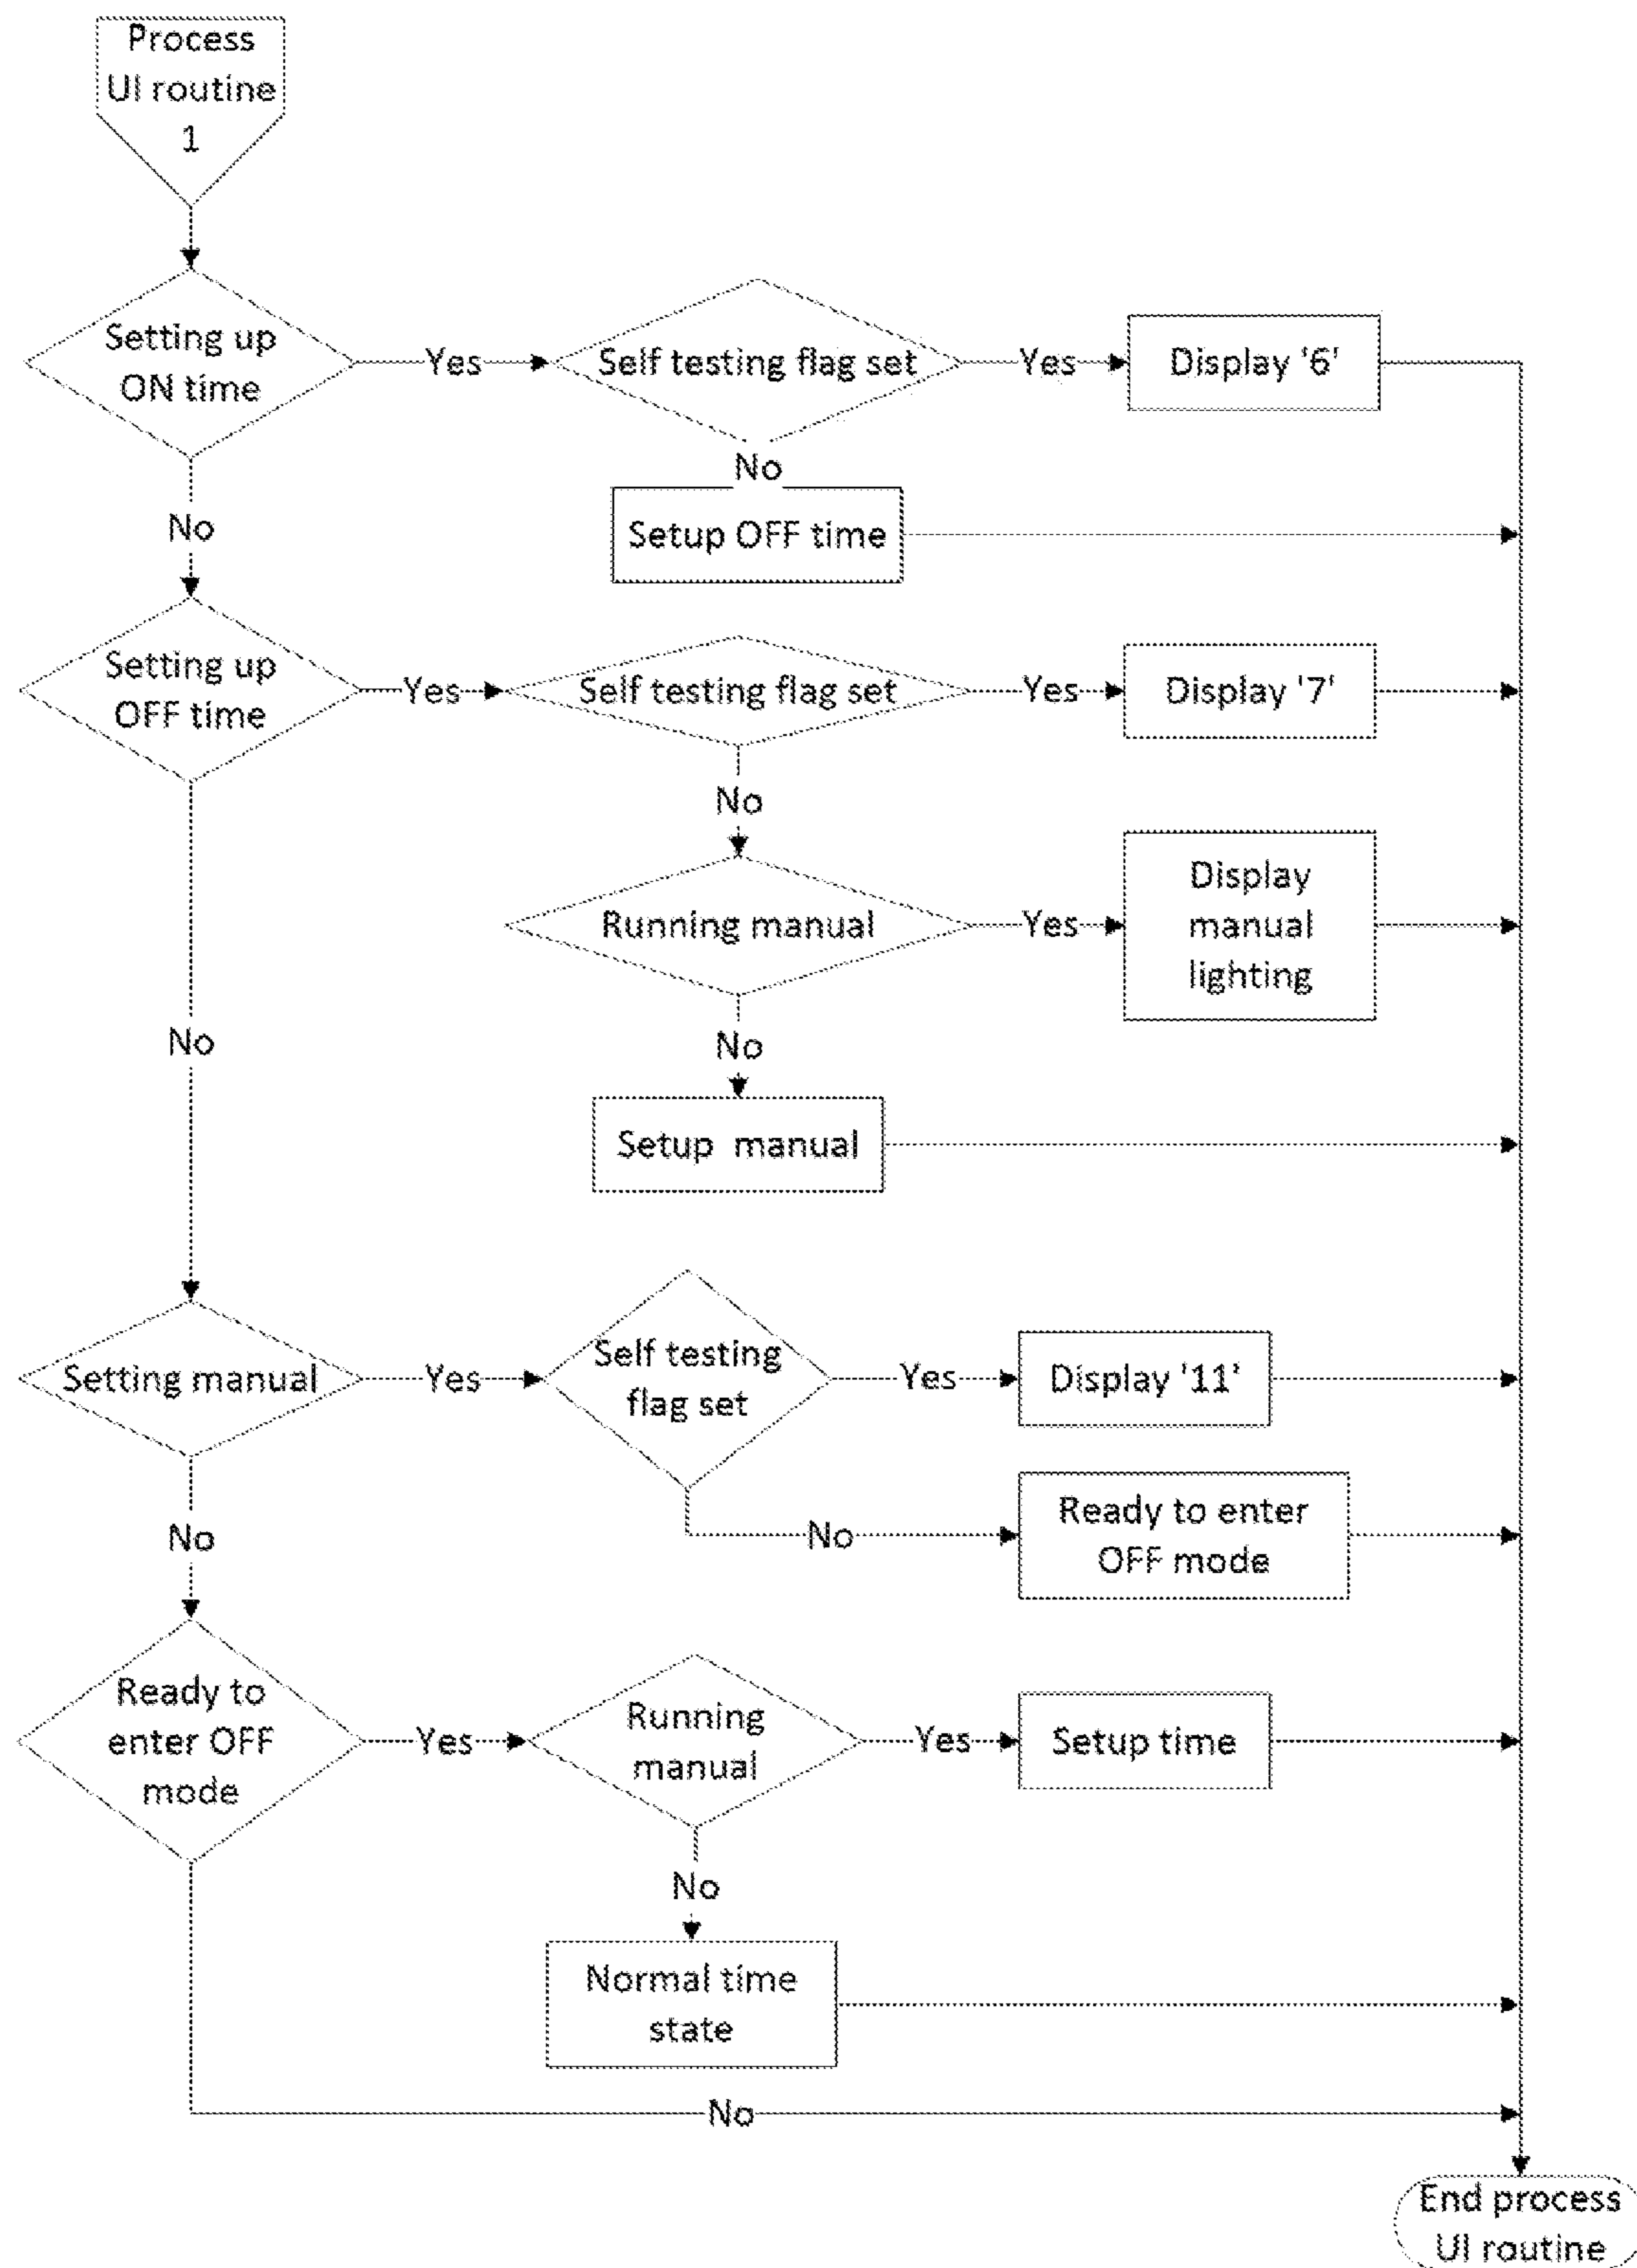 Process
UI routine
1
Setting up
ON time
Yes
Self testing flag set
Yes
Display '6'
No
Setup OFF time
No
Setting up
OFF time
Yes
Self testing flag set
Yes
Display '7'
No
Running manual
Yes
Display
manual
lighting
No
No
Setup manual
Setting manual
Yes
Self testing
flag set
Yes
Display '11'
No
No
Ready to enter
OFF mode
Ready to
enter OFF
mode
Yes
Running
manual
Yes
Setup time
No
Normal time
state
No
End process
UI routine